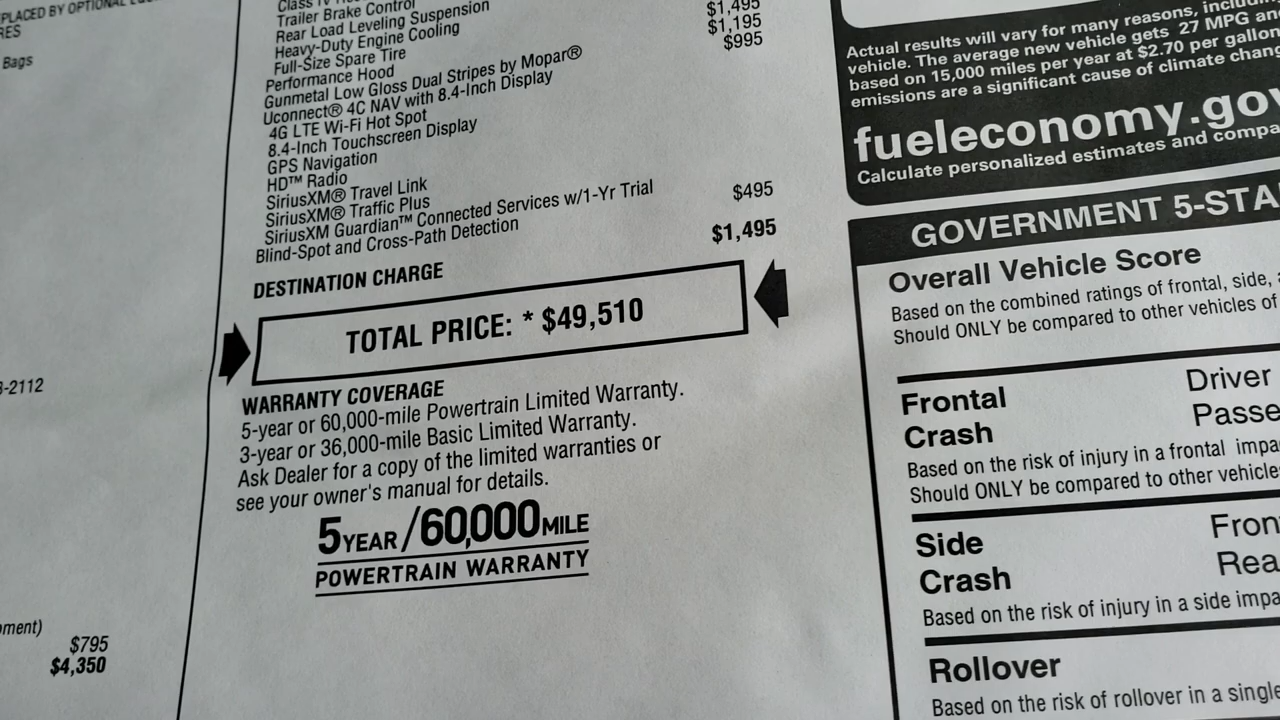 PLACED BY OPTIONAL
RES
Bags
3-2112
pment)
$795
$4,350
Class IV
Trailer Brake Control
Rear Load Leveling Suspension
Heavy-Duty Engine Cooling
Full-Size Spare Tire
Performance Hood $1,495
Gunmetal Low Gloss Dual Stripes by Mopar® $1,195
Uconnect® 4C NAV with 8.4-Inch Display $995
4G LTE Wi-Fi Hot Spot
8.4-Inch Touchscreen Display
GPS Navigation
HD™ Radio
SiriusXM® Travel Link
SiriusXM® Traffic Plus
SiriusXM Guardian™ Connected Services w/1-Yr Trial
Blind-Spot and Cross-Path Detection $495
DESTINATION CHARGE $1,495
TOTAL PRICE: * $49,510
WARRANTY COVERAGE
5-year or 60,000-mile Powertrain Limited Warranty.
3-year or 36,000-mile Basic Limited Warranty.
Ask Dealer for a copy of the limited warranties or
see your owner's manual for details.
5YEAR/60,000MILE
POWERTRAIN WARRANTY
Actual results will vary for many reasons, includ
vehicle. The average new vehicle gets 27 MPG an
based on 15,000 miles per year at $2.70 per gallon
emissions are a significant cause of climate chang
fueleconomy.gov
Calculate personalized estimates and compa
GOVERNMENT 5-STA
Overall Vehicle Score
Based on the combined ratings of frontal, side, a
Should ONLY be compared to other vehicles of
Frontal Driver
Crash Passe
Based on the risk of injury in a frontal impa
Should ONLY be compared to other vehicle
Side Fron
Crash Rea
Based on the risk of injury in a side impa
Rollover
Based on the risk of rollover in a single